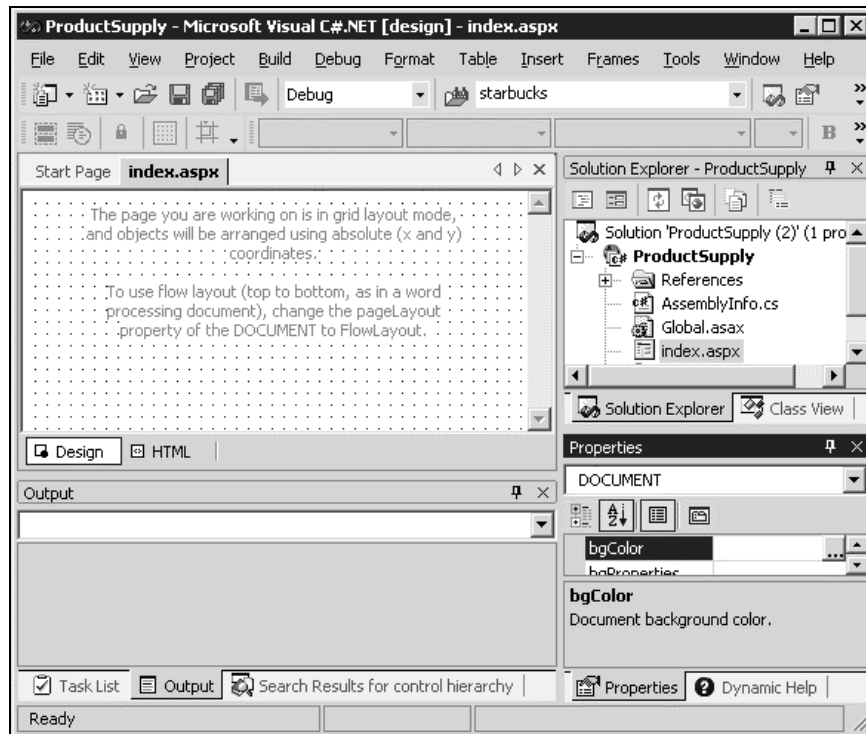 ProductSupply - Microsoft Visual C#.NET [design] - index.aspx
File Edit View Project Build Debug Format Table Insert Frames Tools Window Help
Debug starbucks
B
Start Page index.aspx
The page you are working on is in grid layout mode,
and objects will be arranged using absolute (x and y)
coordinates.
To use flow layout (top to bottom, as in a word
processing document), change the pageLayout
property of the DOCUMENT to FlowLayout.
Design HTML
Output
Task List Output Search Results for control hierarchy
Ready
Solution Explorer - ProductSupply
Solution 'ProductSupply (2)' (1 pro
ProductSupply
References
AssemblyInfo.cs
Global.asax
index.aspx
Solution Explorer Class View
Properties
DOCUMENT
bgColor ...
bgProperties
bgColor
Document background color.
Properties Dynamic Help